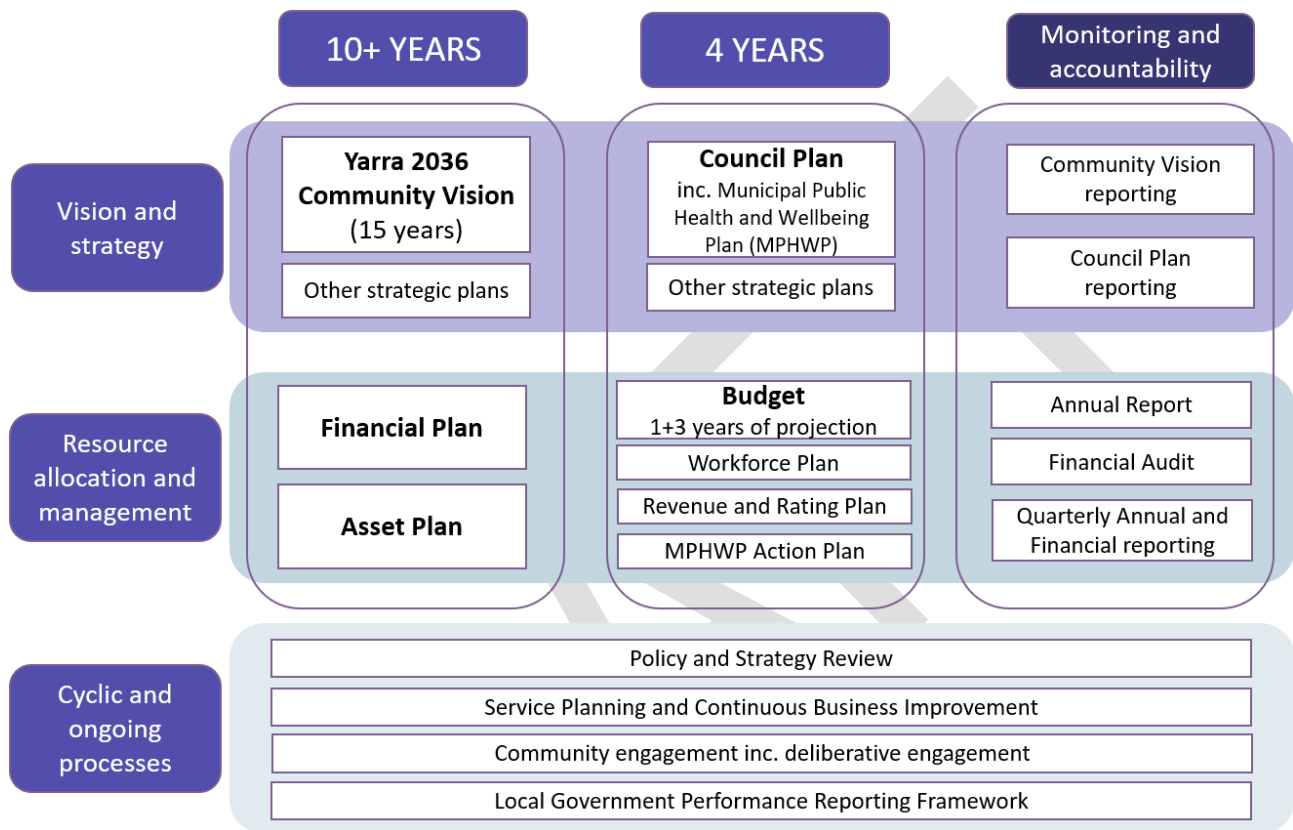 10+ YEARS
4 YEARS
Monitoring and
accountability
Vision and
strategy
Yarra 2036
Community Vision
(15 years)
Other strategic plans
Council Plan
inc. Municipal Public
Health and Wellbeing
Plan (MPHWP)
Other strategic plans
Community Vision
reporting
Council Plan
reporting
Resource
allocation and
management
Financial Plan
Asset Plan
Budget
1+3 years of projection
Workforce Plan
Revenue and Rating Plan
MPHWP Action Plan
Annual Report
Financial Audit
Quarterly Annual and
Financial reporting
Cyclic and
ongoing
processes
Policy and Strategy Review
Service Planning and Continuous Business Improvement
Community engagement inc. deliberative engagement
Local Government Performance Reporting Framework